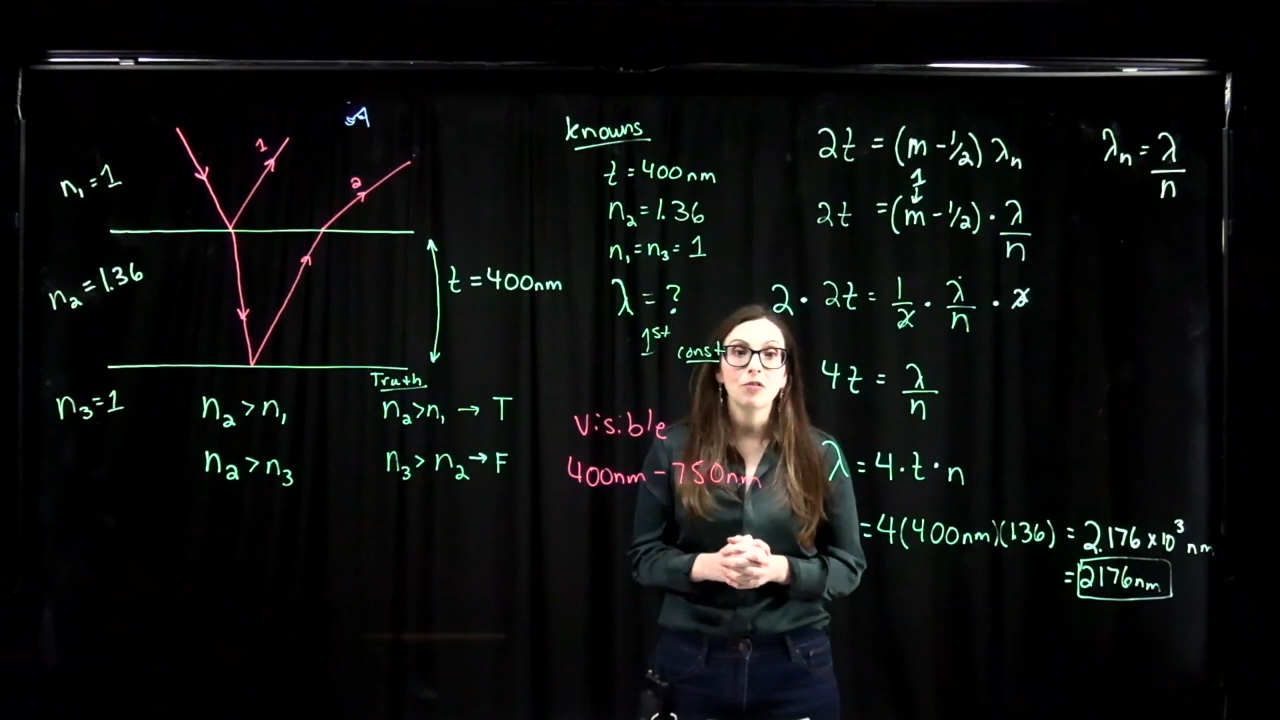 n₁=1
1
2
n₂=1.36
t=400nm
n₃=1
n₂>n₁
n₂>n₃
Truth
n₂>n₁ → T
n₃>n₂ → F
knowns
t=400nm
n₂=1.36
n₁=n₃=1
λ=?
1st const
Visible
400nm-750nm
2t = (m-1/2) λₙ
1
↓
2t = (m-1/2)·λ/n
2·2t = 1/2·λ/n·2
4t = λ/n
λ=4·t·n
=4(400nm)(1.36) = 2.176×10³ nm
= 2176nm
λₙ = λ/n